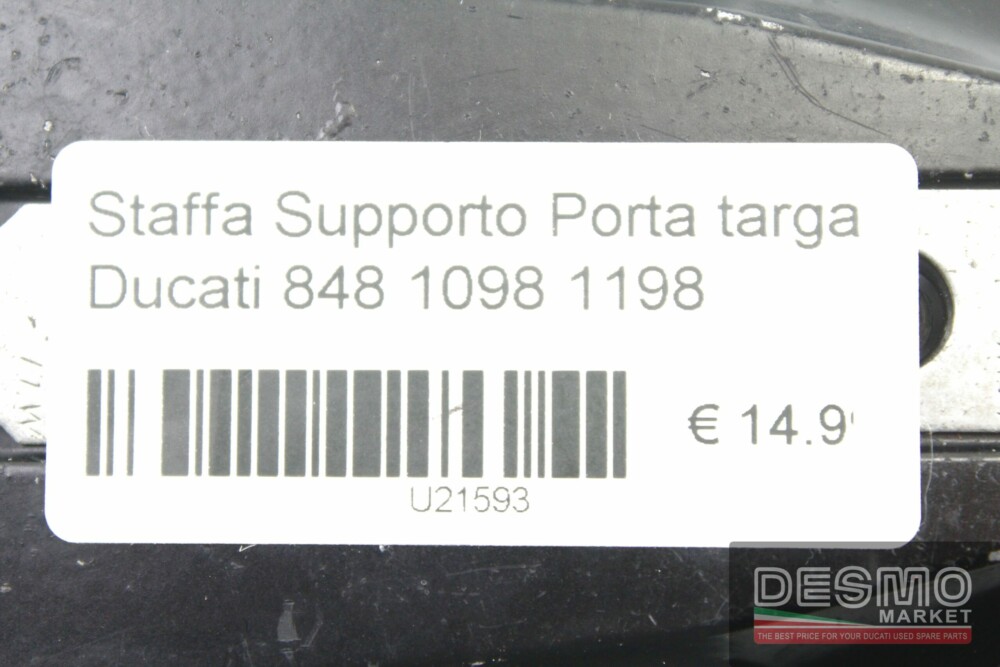 Staffa Supporto Porta targa
Ducati 848 1098 1198
€ 14.9
U21593
DESMO
MARKET
THE BEST PRICE FOR YOUR DUCATI USED SPARE PARTS